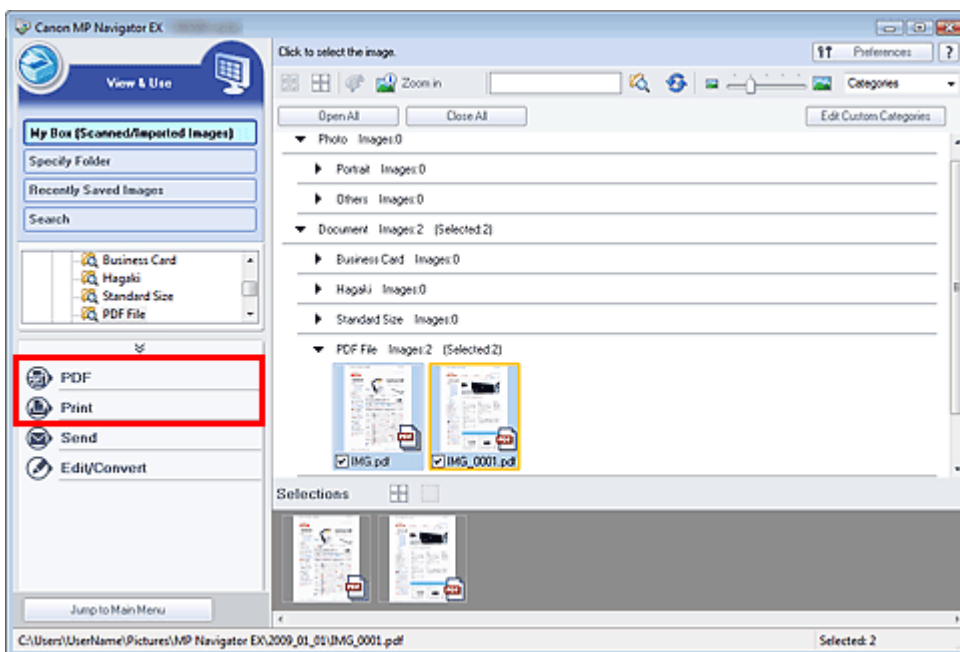 Canon MP Navigator EX
View & Use
My Box (Scanned/Imported Images)
Specify Folder
Recently Saved Images
Search
Business Card
Hagaki
Standard Size
PDF File
PDF
Print
Send
Edit/Convert
Jump to Main Menu
Click to select the image.
Preferences
?
Zoom in
Categories
Open All
Close All
Edit Custom Categories
Photo Images:0
Portrait Images:0
Others Images:0
Document Images:2 (Selected:2)
Business Card Images:0
Hagaki Images:0
Standard Size Images:0
PDF File Images:2 (Selected:2)
PDF
PDF
IMG.pdf
IMG_0001.pdf
Selections
PDF
PDF
C:\Users\UserName\Pictures\MP Navigator EX\2009_01_01\IMG_0001.pdf
Selected: 2